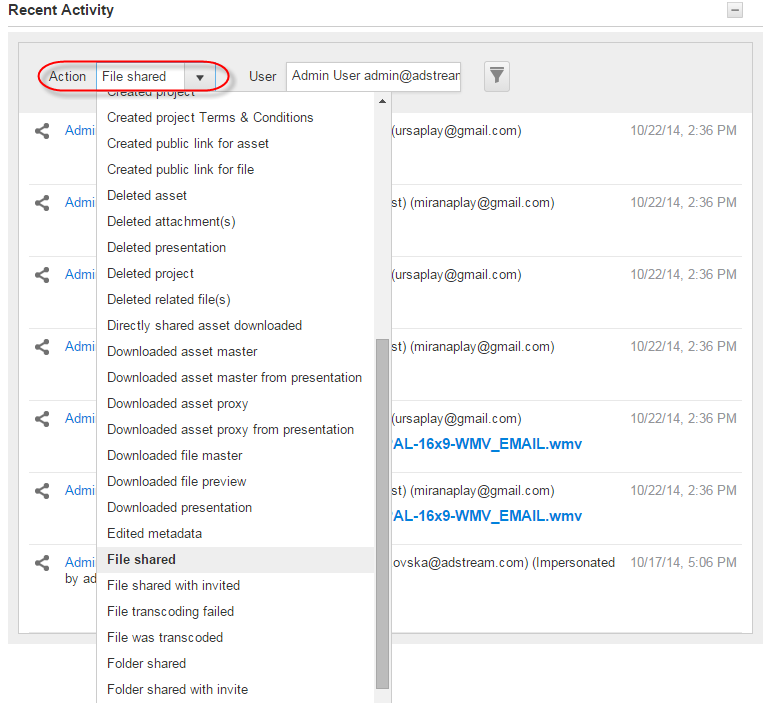 Recent Activity
Action File shared User Admin User admin@adstrear
Created project
Created project Terms & Conditions
Admi (ursaplay@gmail.com) 10/22/14, 2:36 PM
Created public link for asset
Created public link for file
Deleted asset
Admi st) (miranaplay@gmail.com) 10/22/14, 2:36 PM
Deleted attachment(s)
Deleted presentation
Deleted project
Admi (ursaplay@gmail.com) 10/22/14, 2:36 PM
Deleted related file(s)
Directly shared asset downloaded
Admi st) (miranaplay@gmail.com) 10/22/14, 2:36 PM
Downloaded asset master
Downloaded asset master from presentation
Downloaded asset proxy
Admi (ursaplay@gmail.com) 10/22/14, 2:36 PM
Downloaded asset proxy from presentation
PAL-16x9-WMV_EMAIL.wmv
Downloaded file master
Downloaded file preview
Admi st) (miranaplay@gmail.com) 10/22/14, 2:36 PM
Downloaded presentation
PAL-16x9-WMV_EMAIL.wmv
Edited metadata
File shared
Admi ovska@adstream.com) (Impersonated 10/17/14, 5:06 PM
by ad
File shared with invited
File transcoding failed
File was transcoded
Folder shared
Folder shared with invite